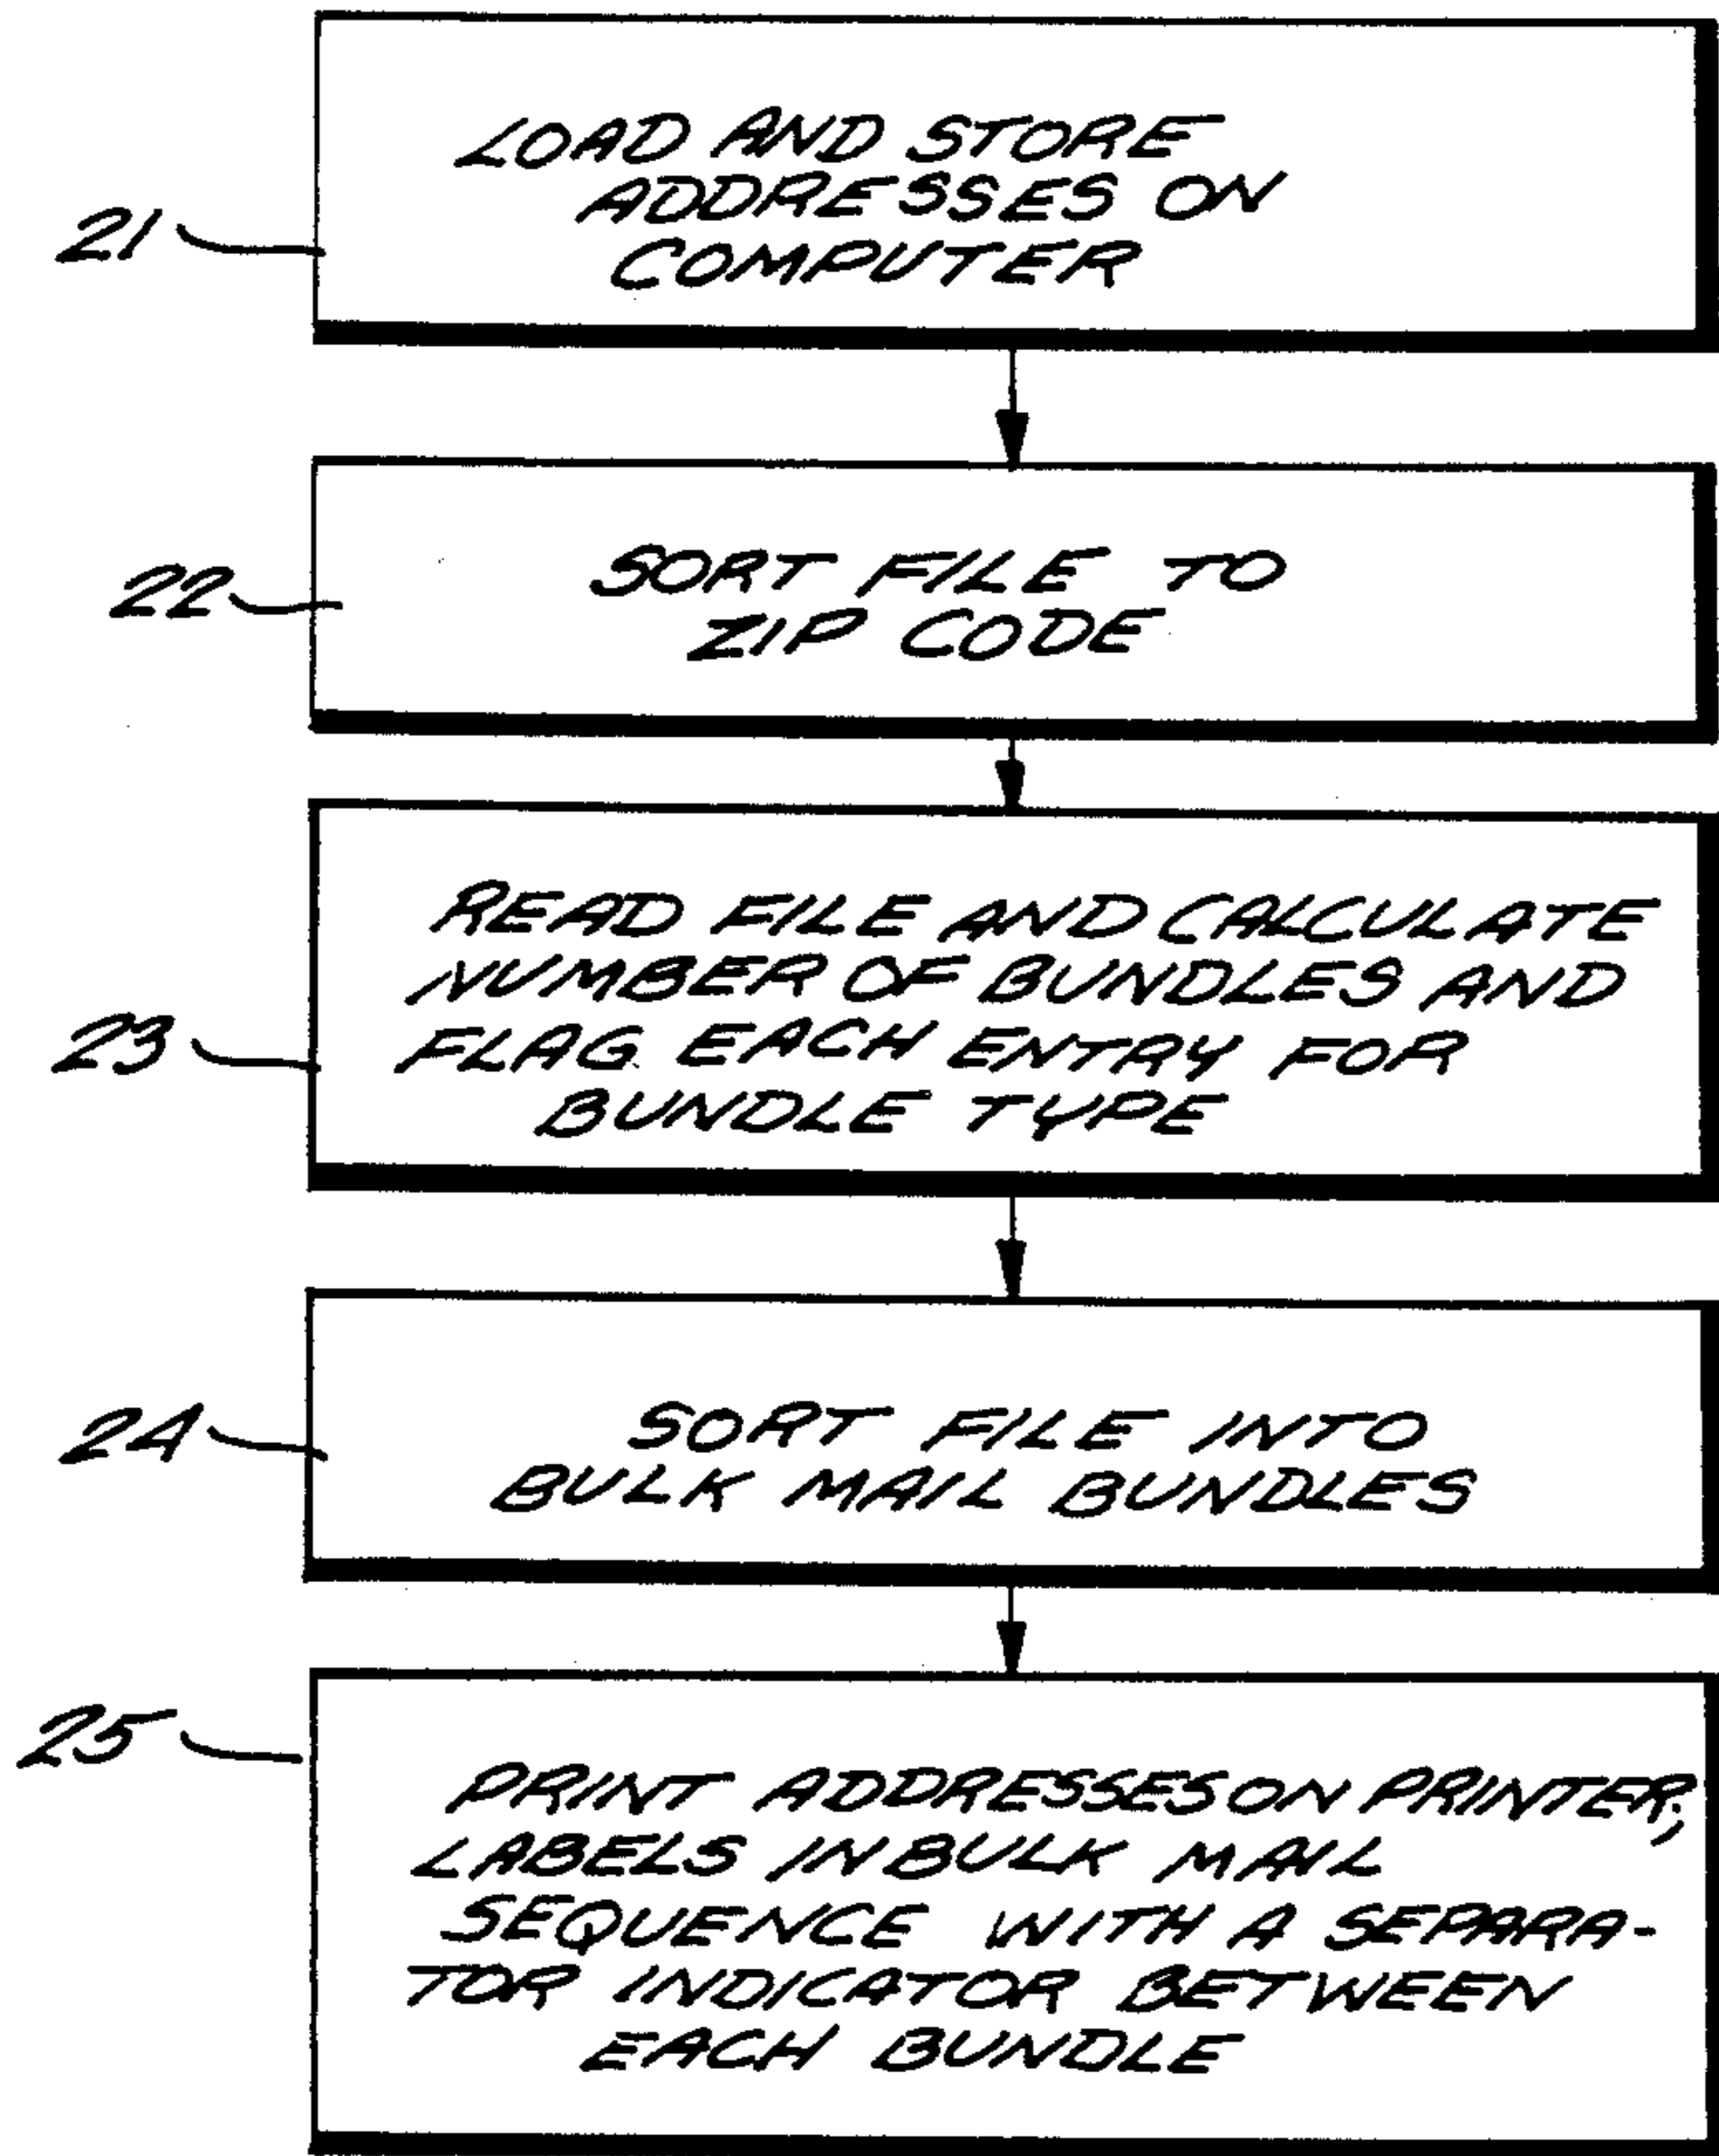 LOAD AND STORE
ADDRESSES ON
COMPUTER
21
SORT FILE TO
ZIP CODE
22
READ FILE AND CALCULATE
NUMBER OF BUNDLES AND
FLAG EACH ENTRY FOR
BUNDLE TYPE
23
SORT FILE INTO
BULK MAIL BUNDLES
24
25
PRINT ADDRESSES ON PRINTER;
LABELS IN BULK MAIL
SEQUENCE WITH A SEPARA-
TOR INDICATOR BETWEEN
EACH BUNDLE